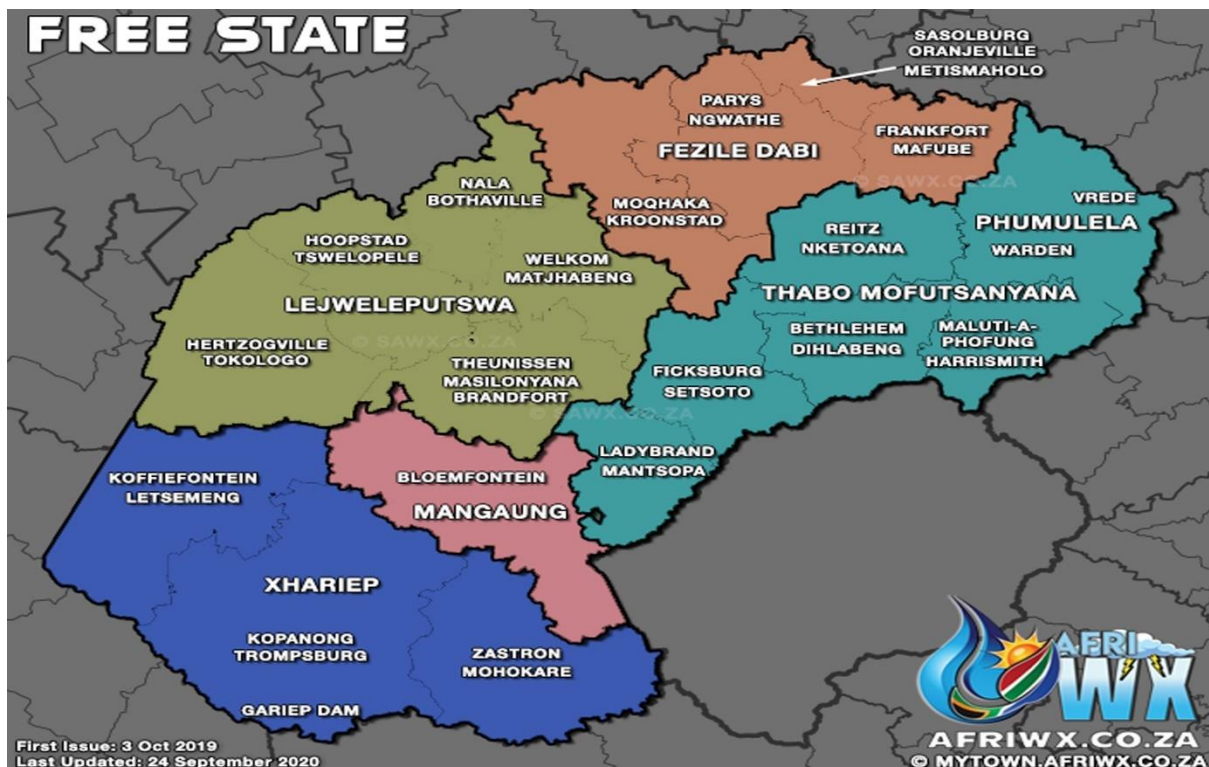 FREE STATE
SASOLBURG
ORANJEVILLE
METISMAHOLO
PARYS
NGWATHE
FRANKFORT
MAFUBE
FEZILE DABI
© SAWX.CO.ZA
NALA
BOTHAVILLE
MOQHAKA
KROONSTAD
VREDE
PHUMULELA
WARDEN
REITZ
NKETOANA
HOOPSTAD
TSWELOPELE
WELKOM
MATJHABENG
LEJWELEPUTSWA
THABO MOFUTSANYANA
HERTZOGVILLE
TOKOLOGO
© SAWX.CO.ZA
BETHLEHEM
DIHLABENG
MALUTI-A-
PHOFUNG
HARRISMITH
THEUNISSEN
MASILONYANA
BRANDFORT
FICKSBURG
SETSOTO
© SAWX.CO.ZA
LADYBRAND
MANTSOPA
KOFFIEFONTEIN
LETSEMENG
BLOEMFONTEIN
MANGAUNG
XHARIEP
KOPANONG
TROMPSBURG
ZASTRON
MOHOKARE
GARIEP DAM
AFRI
WX
AFRIWX.CO.ZA
© MYTOWN.AFRIWX.CO.ZA
First Issue: 3 Oct 2019
Last Updated: 24 September 2020